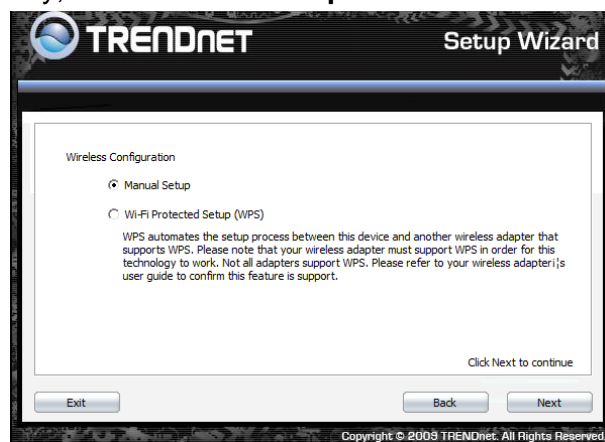 TRENDNET
Setup Wizard
Wireless Configuration
Manual Setup
Wi-Fi Protected Setup (WPS)
WPS automates the setup process between this device and another wireless adapter that
supports WPS. Please note that your wireless adapter must support WPS in order for this
technology to work. Not all adapters support WPS. Please refer to your wireless adapteri¦s
user guide to confirm this feature is support.
Click Next to continue
Exit
Back
Next
Copyright © 2009 TRENDnet. All Rights Reserved